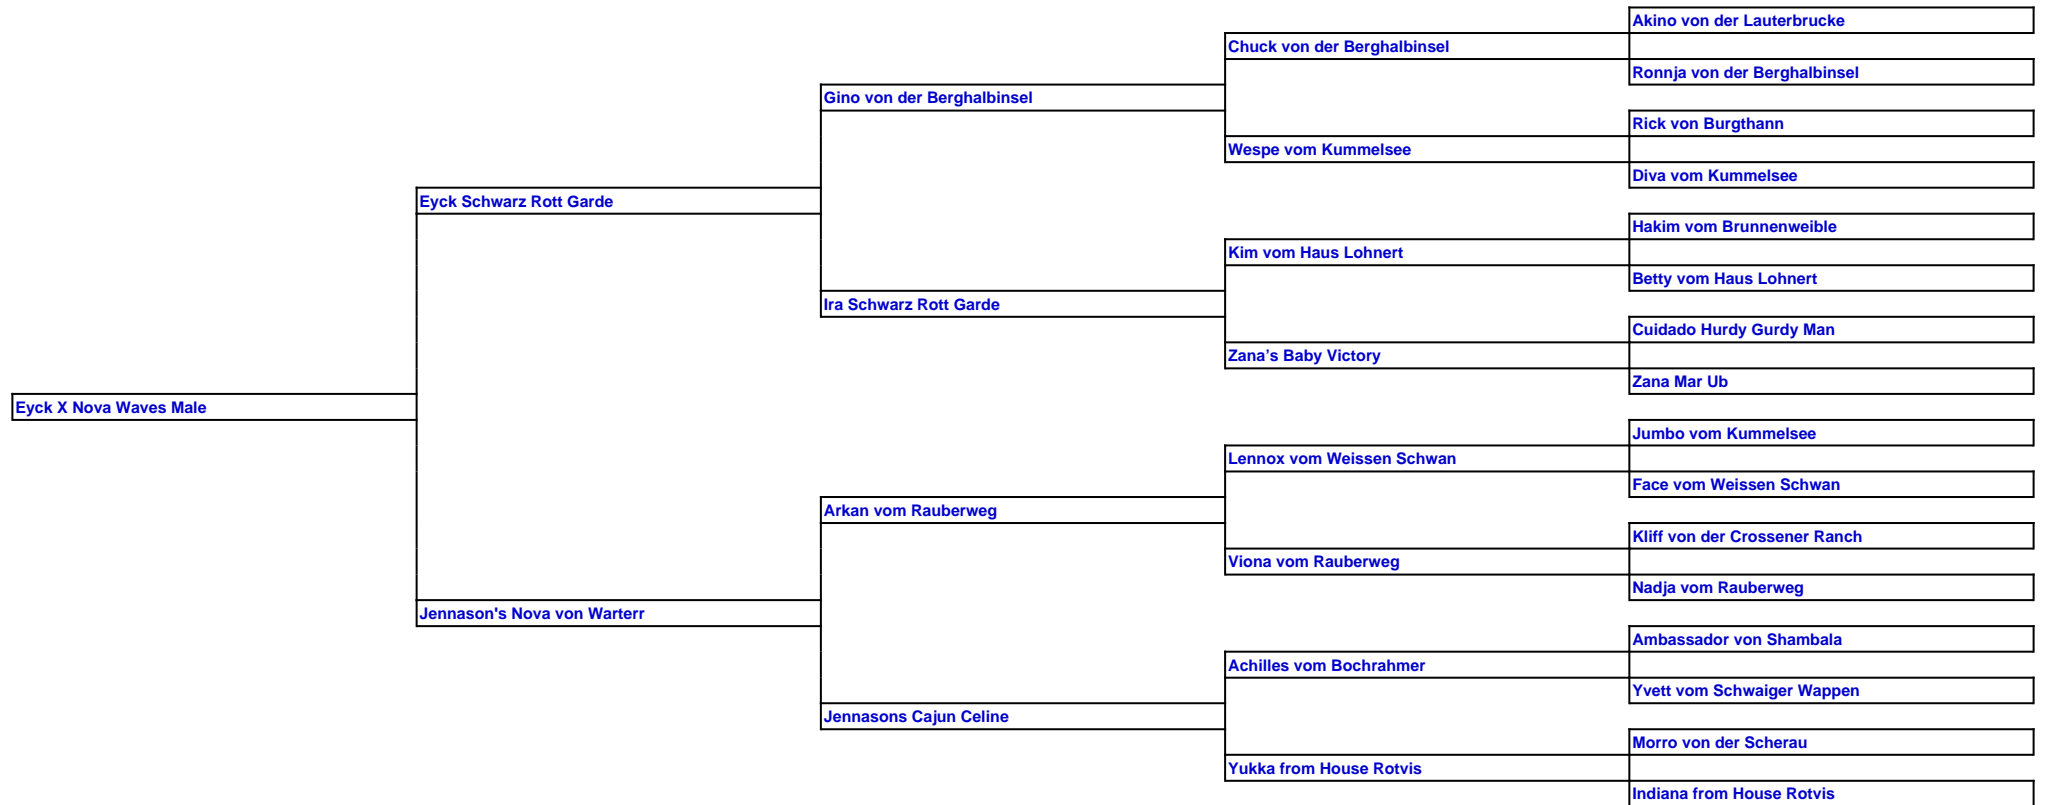 Akino von der Lauterbrucke
Chuck von der Berghalbinsel
Ronnja von der Berghalbinsel
Gino von der Berghalbinsel
Rick von Burgthann
Wespe vom Kummelsee
Diva vom Kummelsee
Eyck Schwarz Rott Garde
Hakim vom Brunnenweible
Kim vom Haus Lohnert
Betty vom Haus Lohnert
Ira Schwarz Rott Garde
Cuidado Hurdy Gurdy Man
Zana’s Baby Victory
Zana Mar Ub
Eyck X Nova Waves Male
Jumbo vom Kummelsee
Lennox vom Weissen Schwan
Face vom Weissen Schwan
Arkan vom Rauberweg
Kliff von der Crossener Ranch
Viona vom Rauberweg
Nadja vom Rauberweg
Jennason's Nova von Warterr
Ambassador von Shambala
Achilles vom Bochrahmer
Yvett vom Schwaiger Wappen
Jennasons Cajun Celine
Morro von der Scherau
Yukka from House Rotvis
Indiana from House Rotvis